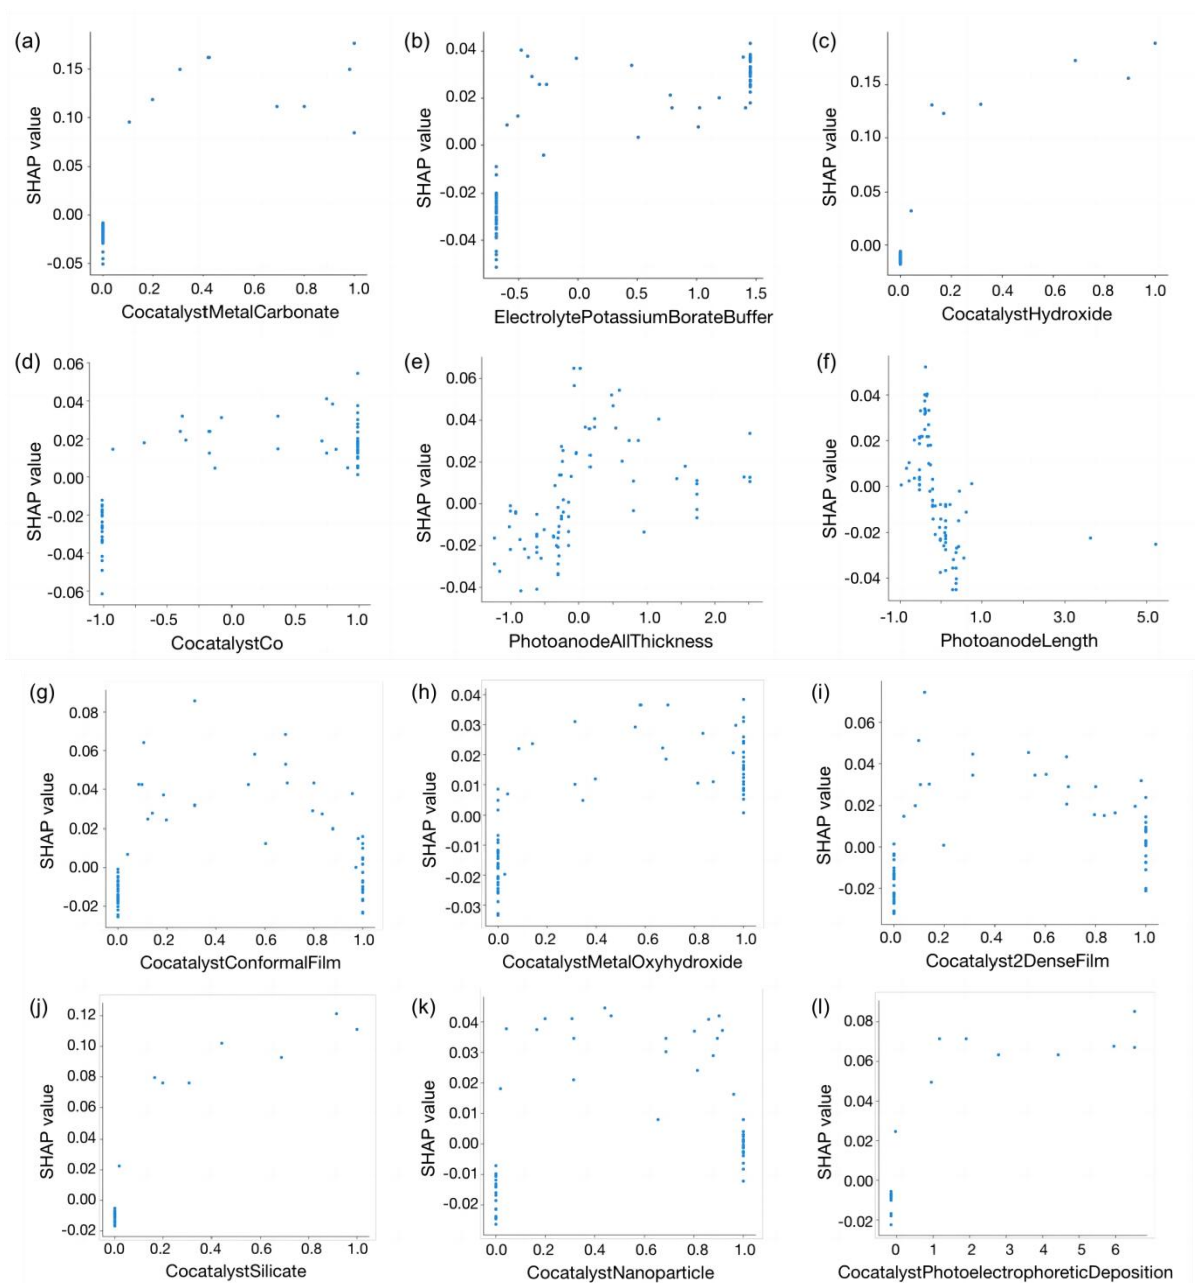 (a)
SHAP value
0.15
0.10
0.05
0.00
-0.05
0.0 0.2 0.4 0.6 0.8 1.0
CocatalystMetalCarbonate
(b)
SHAP value
0.04
0.02
0.00
-0.02
-0.04
-0.5 0.0 0.5 1.0 1.5
ElectrolytePotassiumBorateBuffer
(c)
SHAP value
0.15
0.10
0.05
0.00
0.0 0.2 0.4 0.6 0.8 1.0
CocatalystHydroxide
(d)
SHAP value
0.06
0.04
0.02
0.00
-0.02
-0.04
-0.06
-1.0 -0.5 0.0 0.5 1.0
CocatalystCo
(e)
SHAP value
0.06
0.04
0.02
0.00
-0.02
-0.04
-1.0 0.0 1.0 2.0
PhotoanodeAllThickness
(f)
SHAP value
0.04
0.02
0.00
-0.02
-0.04
-1.0 1.0 3.0 5.0
PhotoanodeLength
(g)
SHAP value
0.08
0.06
0.04
0.02
0.00
-0.02
0.0 0.2 0.4 0.6 0.8 1.0
CocatalystConformalFilm
(h)
SHAP value
0.04
0.03
0.02
0.01
0.00
-0.01
-0.02
-0.03
0.0 0.2 0.4 0.6 0.8 1.0
CocatalystMetalOxyhydroxide
(i)
SHAP value
0.06
0.04
0.02
0.00
-0.02
0.0 0.2 0.4 0.6 0.8 1.0
Cocatalyst2DenseFilm
(j)
SHAP value
0.12
0.10
0.08
0.06
0.04
0.02
0.00
-0.02
0.0 0.2 0.4 0.6 0.8 1.0
CocatalystSilicate
(k)
SHAP value
0.04
0.03
0.02
0.01
0.00
-0.01
-0.02
0.0 0.2 0.4 0.6 0.8 1.0
CocatalystNanoparticle
(l)
SHAP value
0.08
0.06
0.04
0.02
0.00
-0.02
0 1 2 3 4 5 6
CocatalystPhotoelectrophoreticDeposition